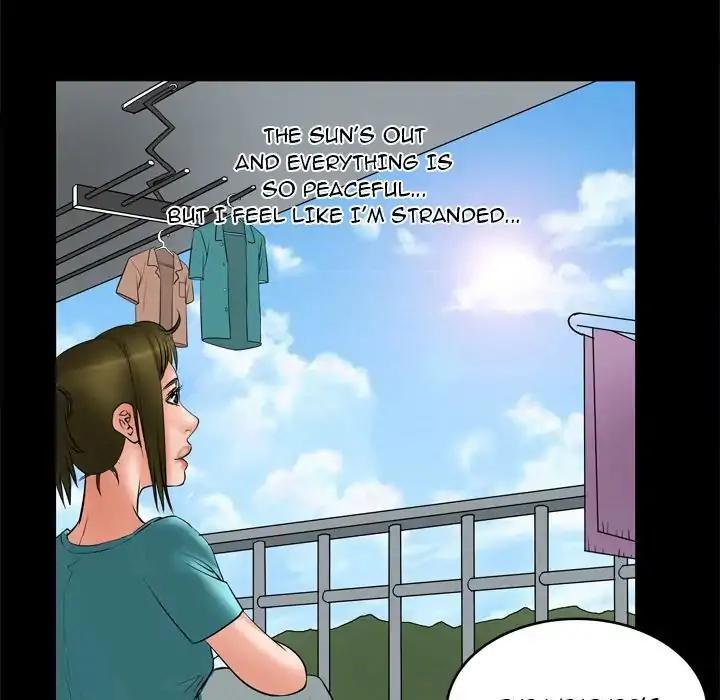 THE SUN'S OUT
AND EVERYTHING IS
SO PEACEFUL...
BUT I FEEL LIKE I'M STRANDED...